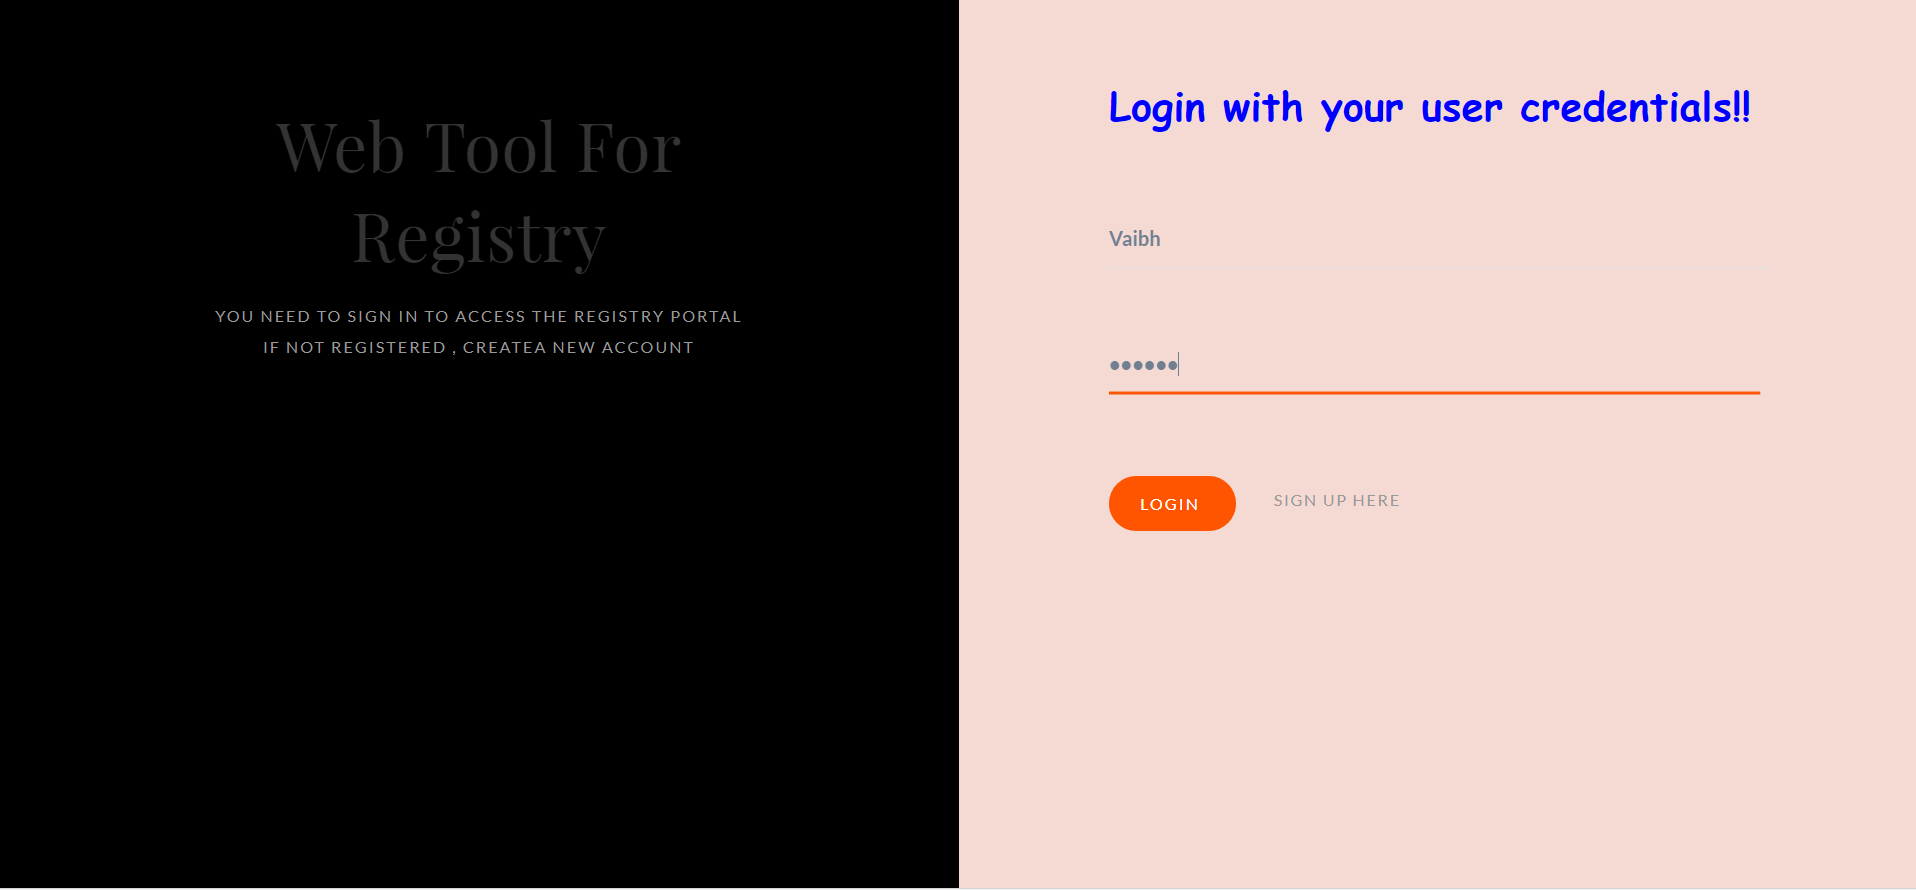 Web Tool For
Registry
YOU NEED TO SIGN IN TO ACCESS THE REGISTRY PORTAL
IF NOT REGISTERED , CREATEA NEW ACCOUNT
Login with your user credentials!!
Vaibh
••••••
LOGIN
SIGN UP HERE